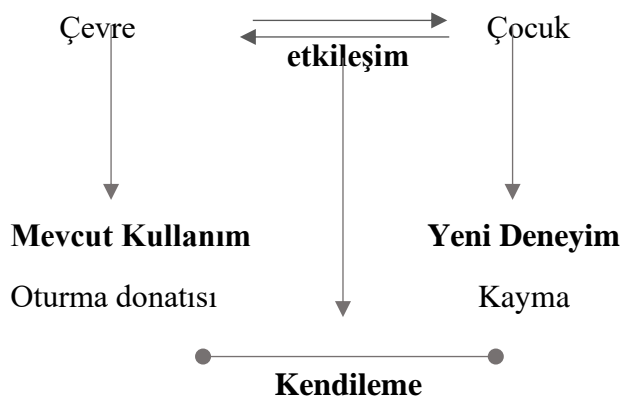 Çevre Çocuk
etkileşim
Mevcut Kullanım Yeni Deneyim
Oturma donatısı Kayma
Kendileme